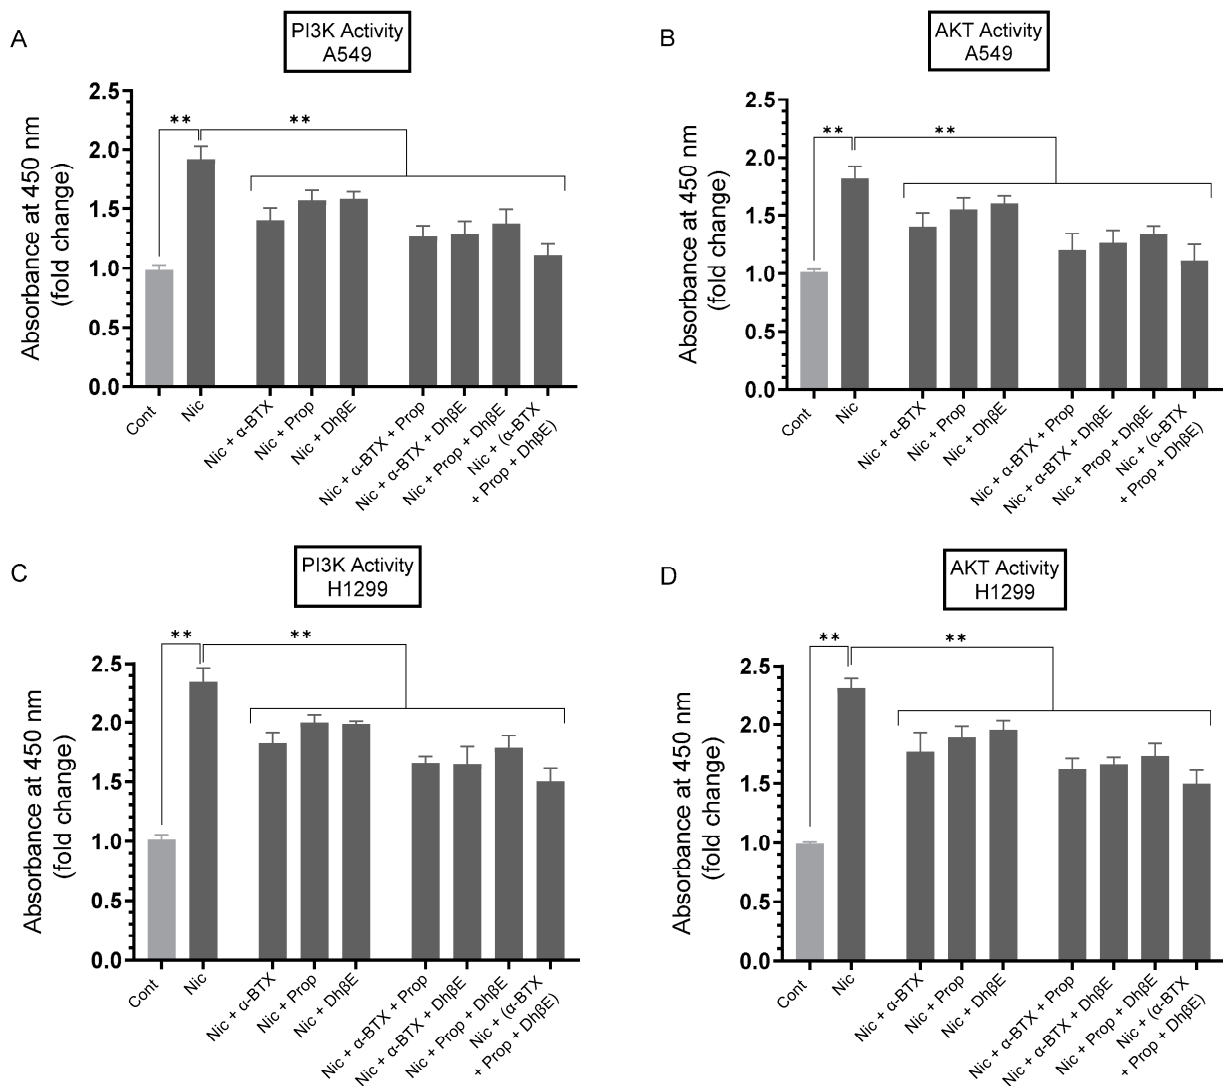 A
PI3K Activity
A549
Absorbance at 450 nm
(fold change)
2.5
2.0
1.5
1.0
0.5
0.0
**
**
Cont
Nic
Nic + α-BTX
Nic + Prop
Nic + DhβE
Nic + α-BTX + Prop
Nic + α-BTX + DhβE
Nic + Prop + DhβE
Nic + (α-BTX
+ Prop + DhβE)
B
AKT Activity
A549
Absorbance at 450 nm
(fold change)
2.5
2.0
1.5
1.0
0.5
0.0
**
**
Cont
Nic
Nic + α-BTX
Nic + Prop
Nic + DhβE
Nic + α-BTX + Prop
Nic + α-BTX + DhβE
Nic + Prop + DhβE
Nic + (α-BTX
+ Prop + DhβE)
C
PI3K Activity
H1299
Absorbance at 450 nm
(fold change)
2.5
2.0
1.5
1.0
0.5
0.0
**
**
Cont
Nic
Nic + α-BTX
Nic + Prop
Nic + DhβE
Nic + α-BTX + Prop
Nic + α-BTX + DhβE
Nic + Prop + DhβE
Nic + (α-BTX
+ Prop + DhβE)
D
AKT Activity
H1299
Absorbance at 450 nm
(fold change)
2.5
2.0
1.5
1.0
0.5
0.0
**
**
Cont
Nic
Nic + α-BTX
Nic + Prop
Nic + DhβE
Nic + α-BTX + Prop
Nic + α-BTX + DhβE
Nic + Prop + DhβE
Nic + (α-BTX
+ Prop + DhβE)